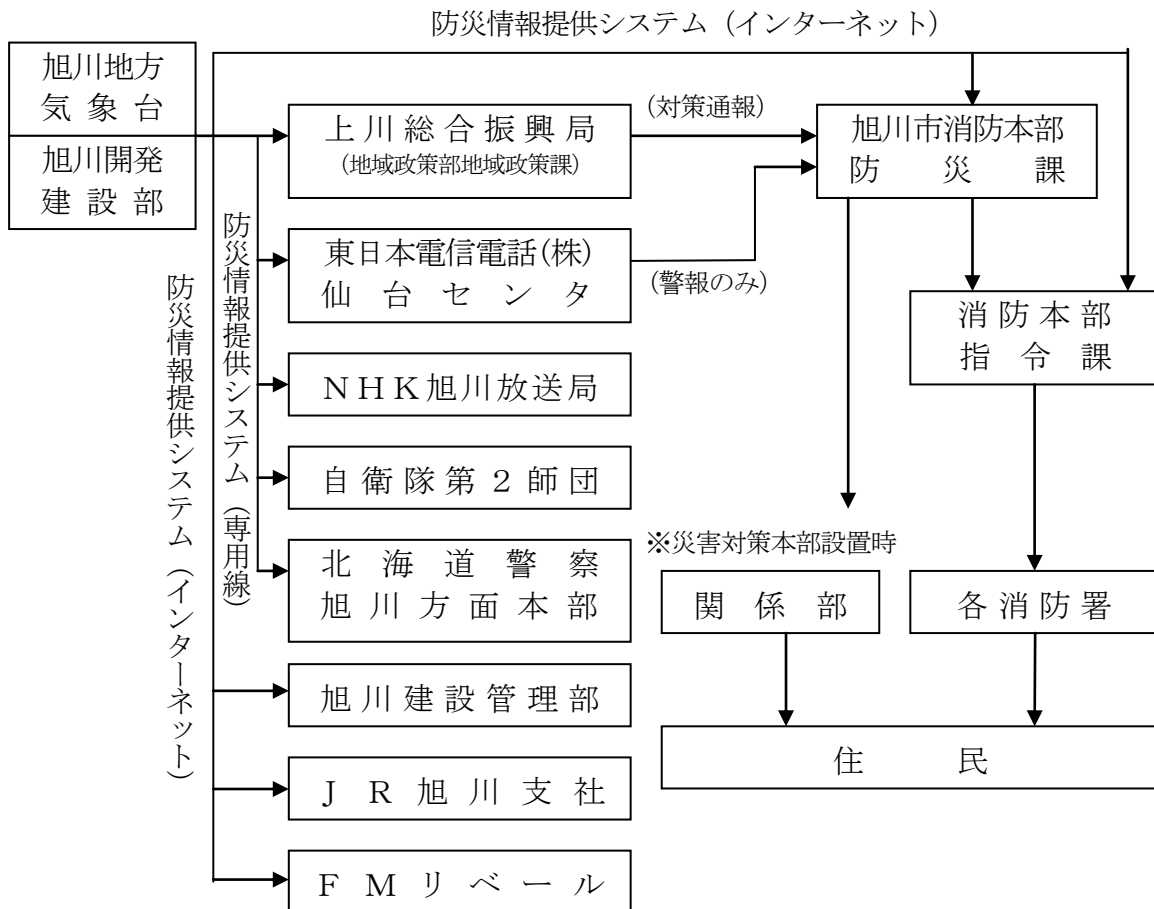 防災情報提供システム（インターネット）
旭川地方
気象台
旭川開発
建設部
上川総合振興局
(地域政策部地域政策課)
(対策通報)
旭川市消防本部
防災課
東日本電信電話(株)
仙台センタ
(警報のみ)
消防本部
指令課
防災情報提供システム（専用線）
防災情報提供システム（インターネット）
ＮＨＫ旭川放送局
自衛隊第２師団
※災害対策本部設置時
北海道警察
旭川方面本部
関係部
各消防署
旭川建設管理部
住民
ＪＲ旭川支社
ＦＭリベール